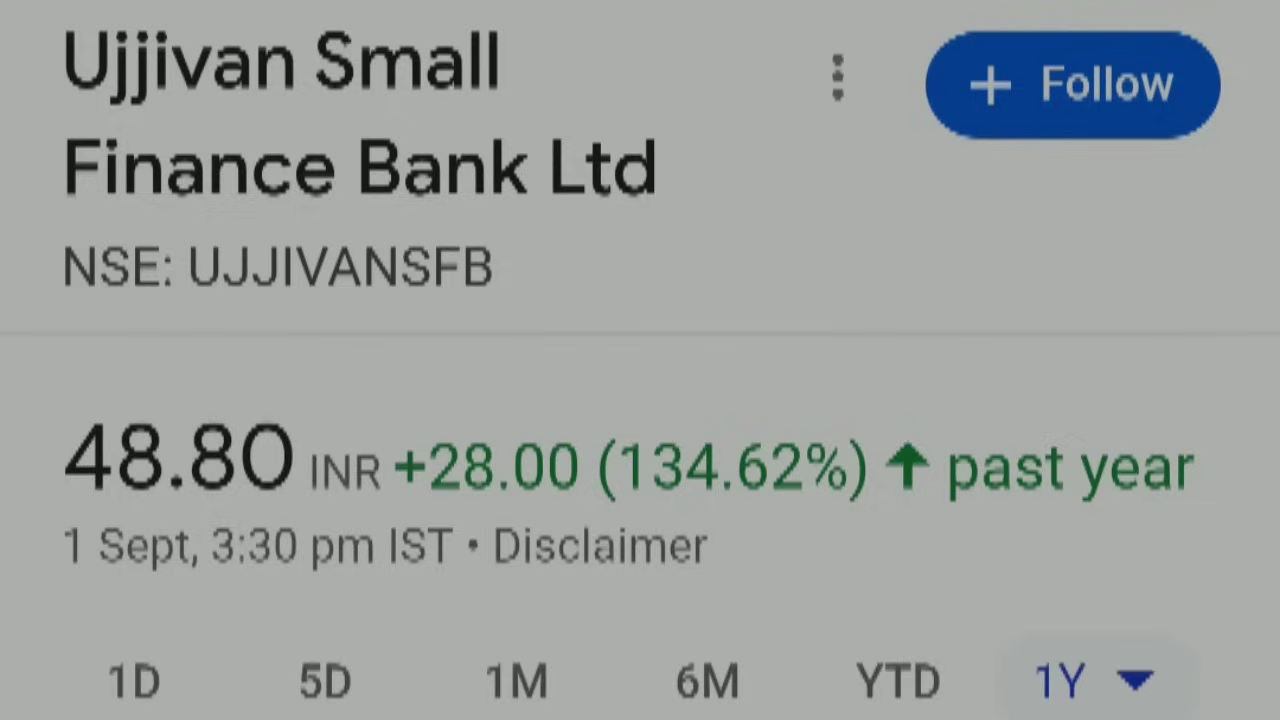 Ujjivan Small
Finance Bank Ltd
+ Follow
NSE: UJJIVANSFB
48.80 INR +28.00 (134.62%) ↑ past year
1 Sept, 3:30 pm IST • Disclaimer
1D 5D 1M 6M YTD 1Y